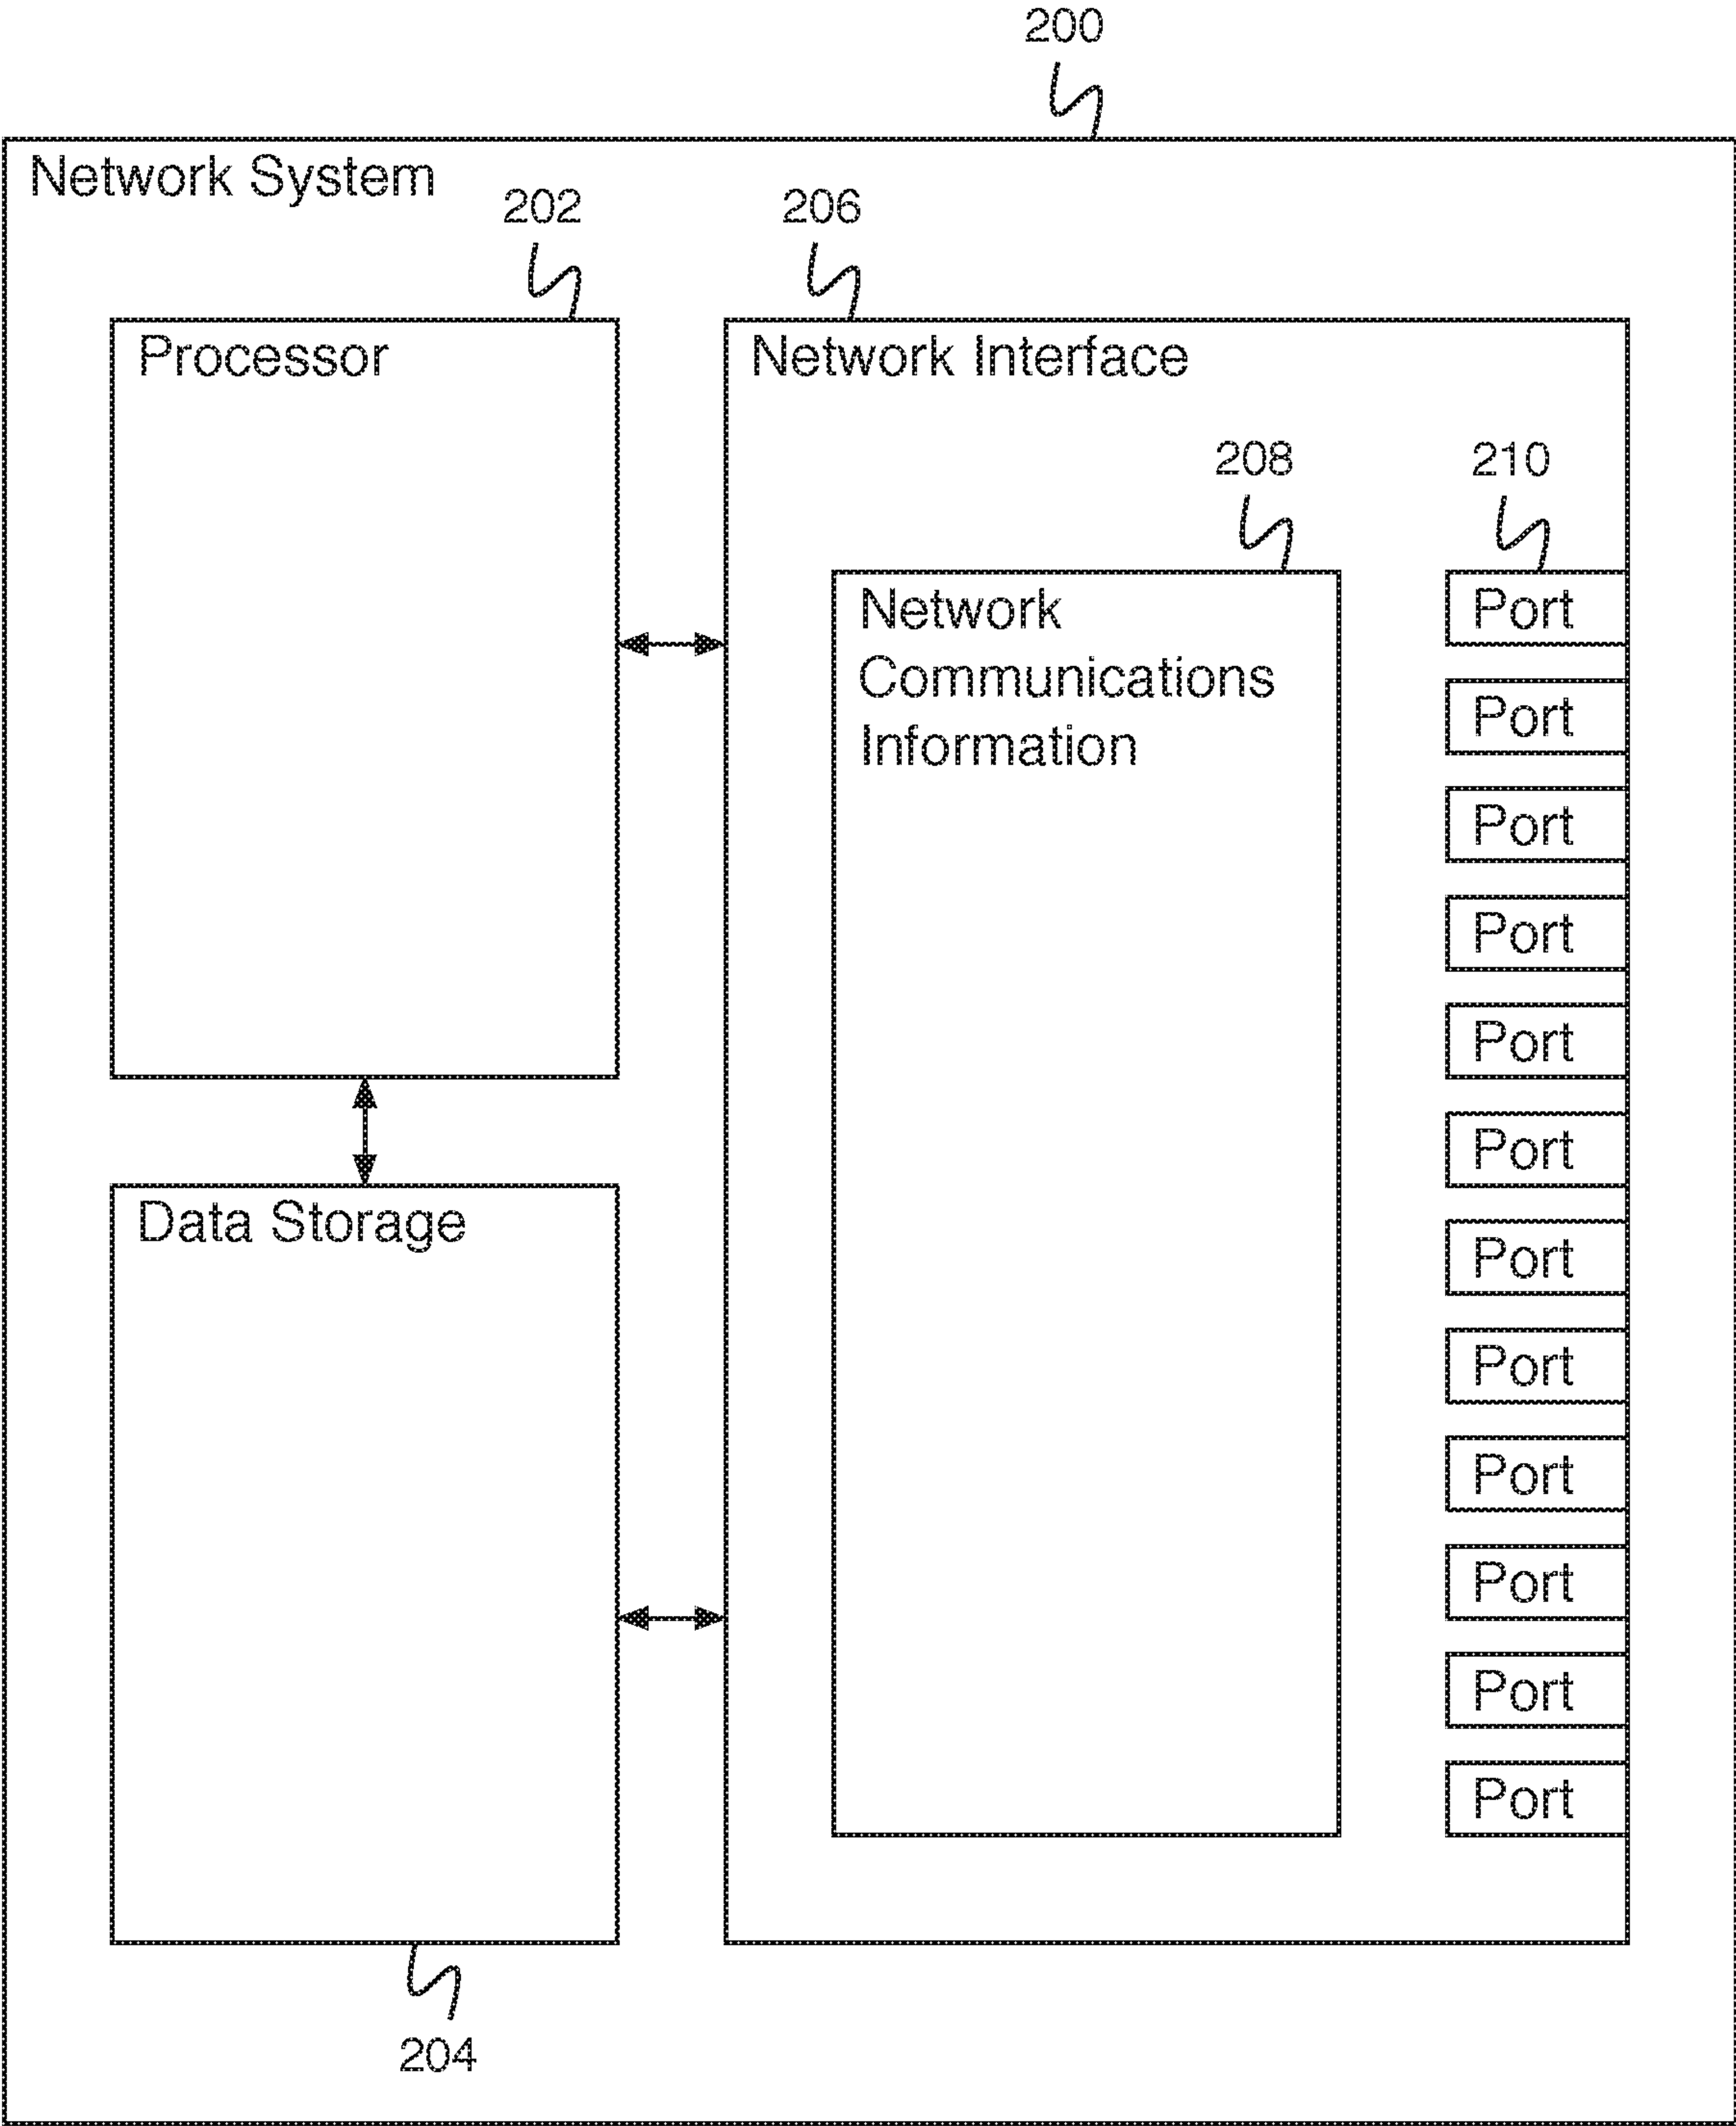 200
Network System
202
206
Processor
Network Interface
208
210
Network
Communications
Information
Port
Port
Port
Port
Port
Port
Port
Port
Port
Port
Port
Port
Data Storage
204